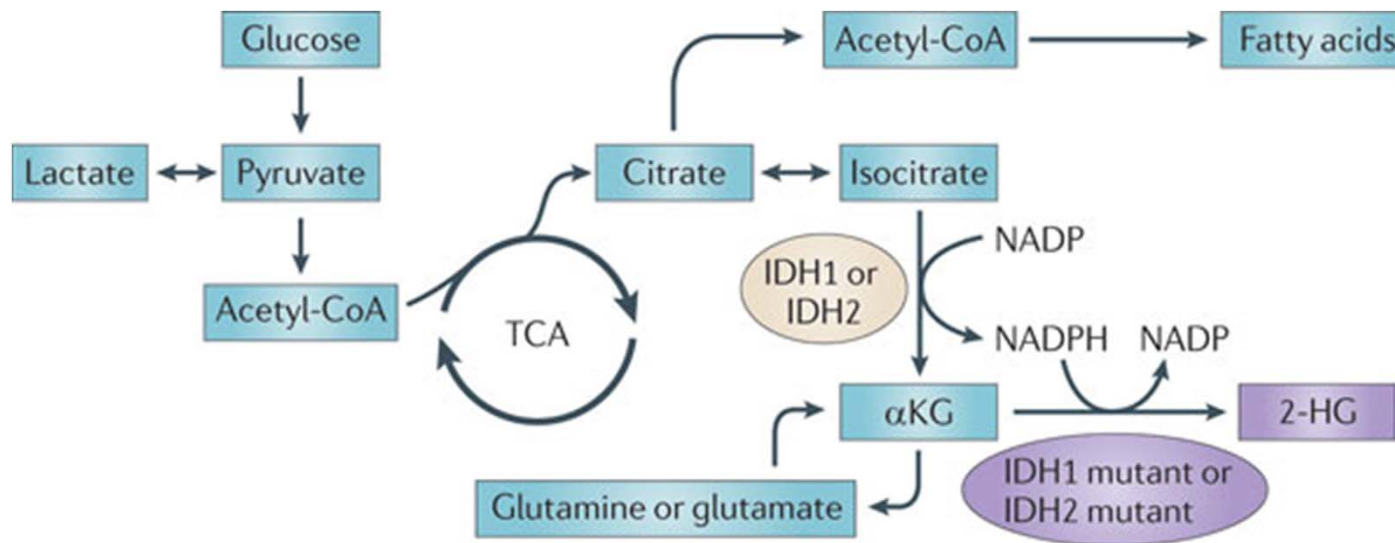 Glucose
Acetyl-CoA
Fatty acids
Lactate
Pyruvate
Citrate
Isocitrate
NADP
IDH1 or
IDH2
Acetyl-CoA
TCA
NADPH
NADP
αKG
2-HG
IDH1 mutant or
IDH2 mutant
Glutamine or glutamate